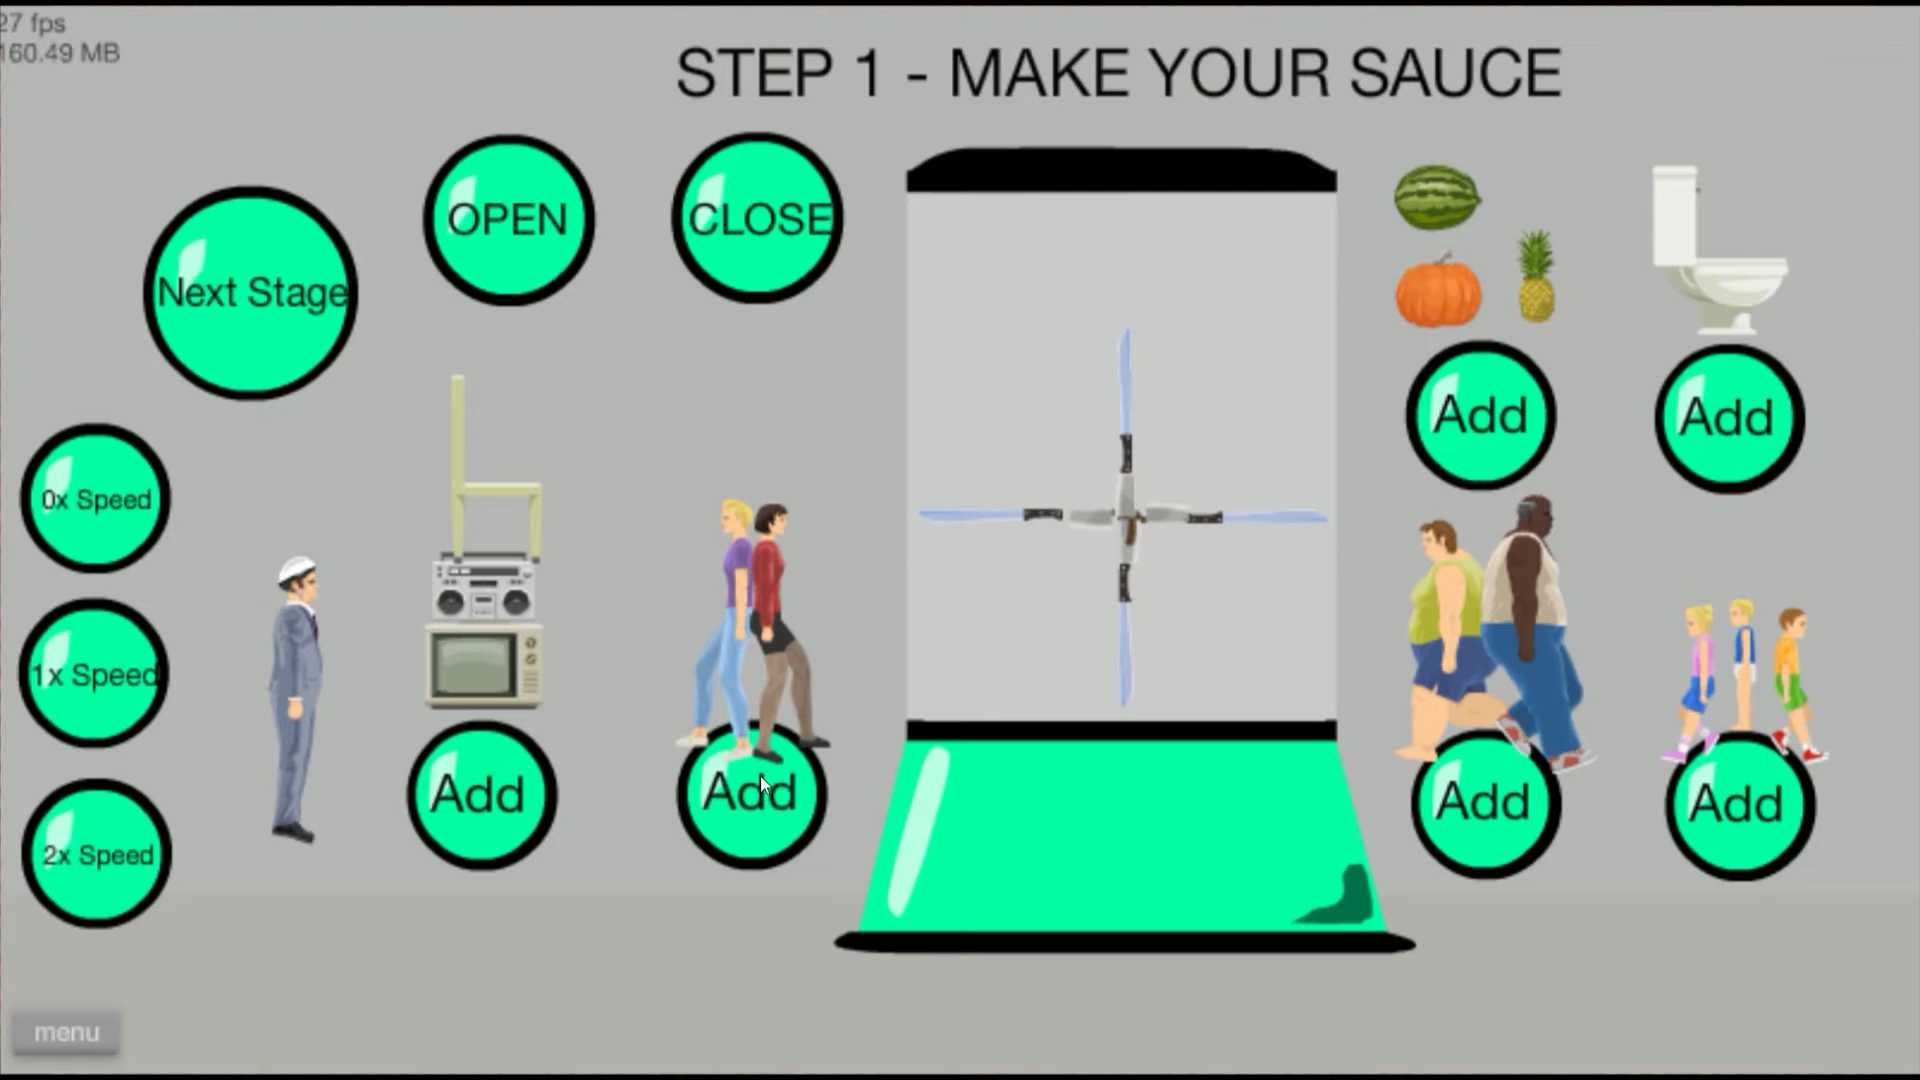 27 fps
160.49 MB
STEP 1 - MAKE YOUR SAUCE
OPEN
CLOSE
Next Stage
Add
Add
0x Speed
1x Speed
Add
Add
Add
Add
2x Speed
menu